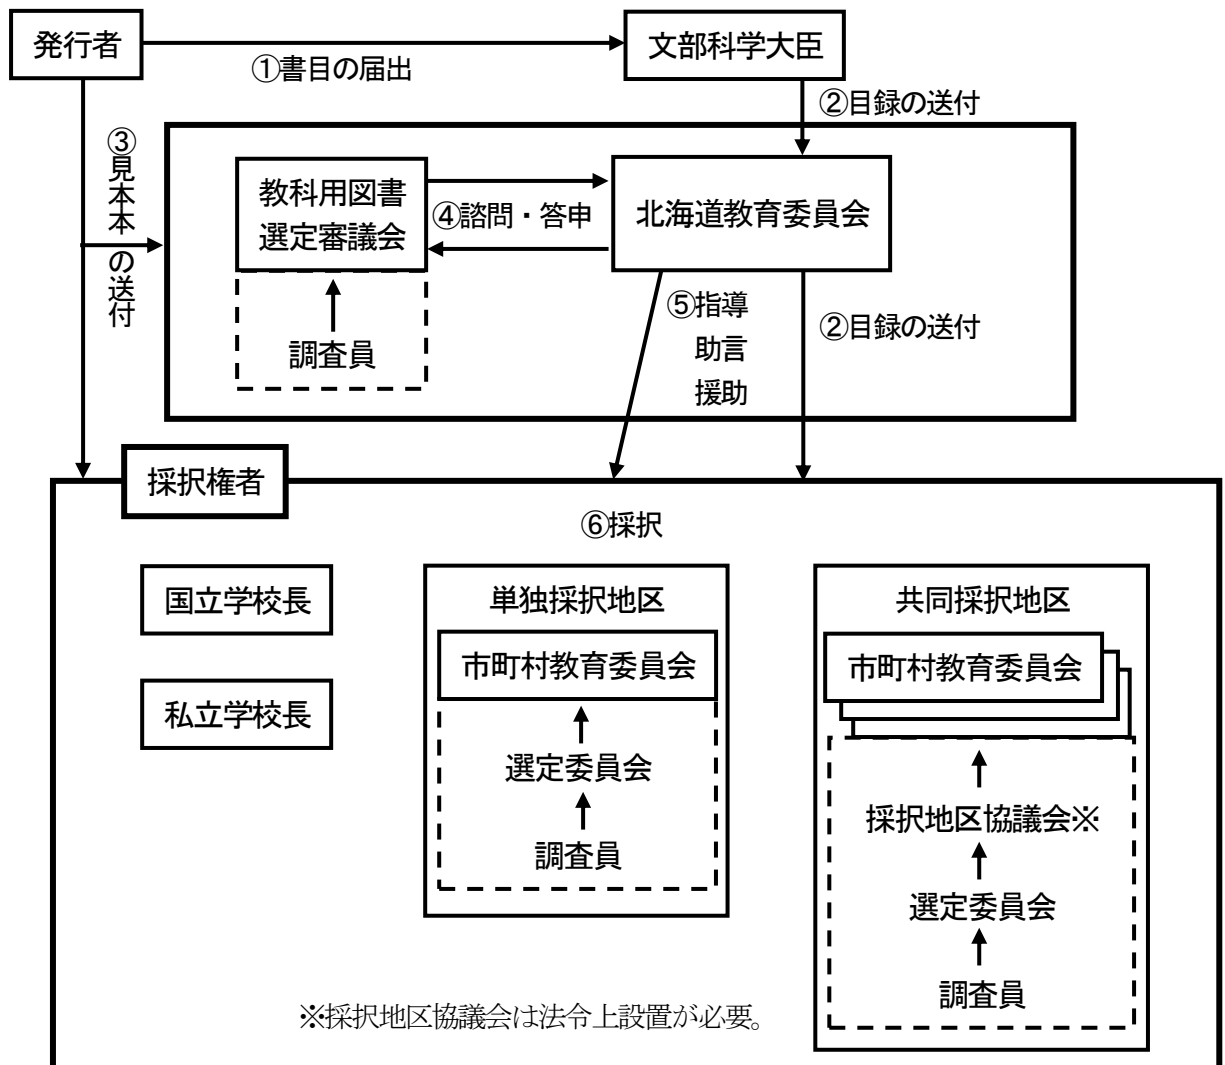 発行者
文部科学大臣
①書目の届出
②目録の送付
③見本本の送付
教科用図書
選定審議会
④諮問・答申
北海道教育委員会
調査員
⑤指導
助言
援助
②目録の送付
採択権者
⑥採択
国立学校長
私立学校長
単独採択地区
市町村教育委員会
選定委員会
調査員
共同採択地区
市町村教育委員会
採択地区協議会※
選定委員会
調査員
※採択地区協議会は法令上設置が必要。